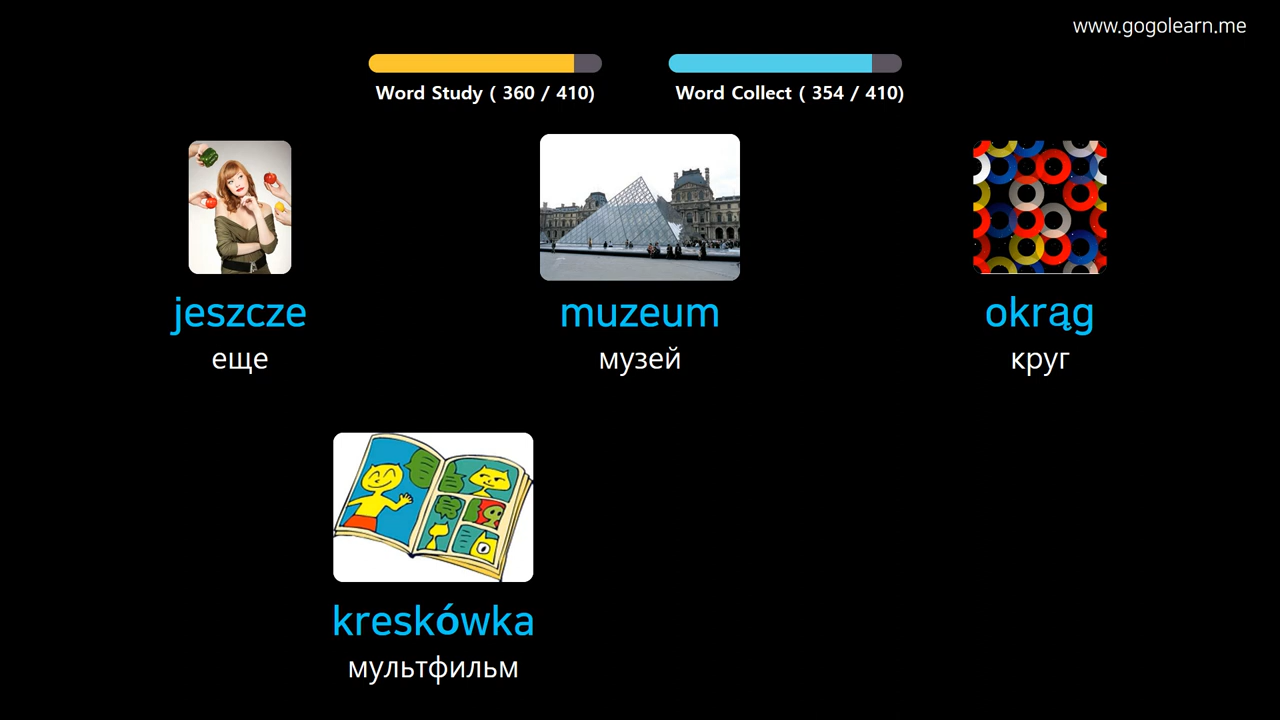 www.gogolearn.me
Word Study ( 360 / 410)
Word Collect ( 354 / 410)
jeszcze
еще
muzeum
музей
okrąg
круг
kreskówka
мультфильм